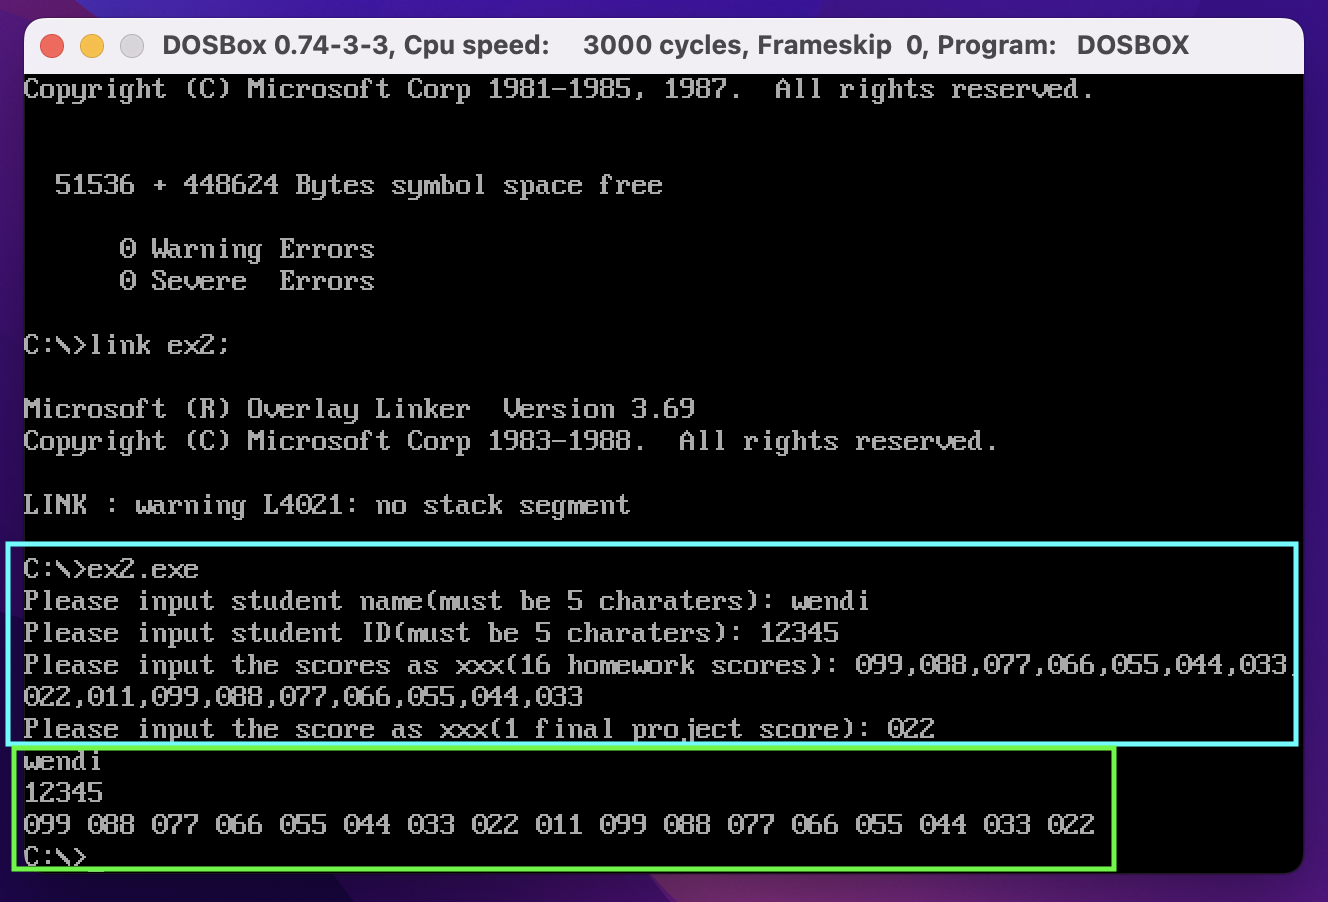 DOSBox 0.74-3-3, Cpu speed:    3000 cycles, Frameskip  0, Program:   DOSBOX
Copyright (C) Microsoft Corp 1981-1985, 1987.  All rights reserved.
51536 + 448624 Bytes symbol space free
0 Warning Errors
0 Severe  Errors
C:\>link ex2;
Microsoft (R) Overlay Linker  Version 3.69
Copyright (C) Microsoft Corp 1983-1988.  All rights reserved.
LINK : warning L4021: no stack segment
C:\>ex2.exe
Please input student name(must be 5 charaters): wendi
Please input student ID(must be 5 charaters): 12345
Please input the scores as xxx(16 homework scores): 099,088,077,066,055,044,033,
022,011,099,088,077,066,055,044,033
Please input the score as xxx(1 final project score): 022
wendi
12345
099 088 077 066 055 044 033 022 011 099 088 077 066 055 044 033 022
C:\>_